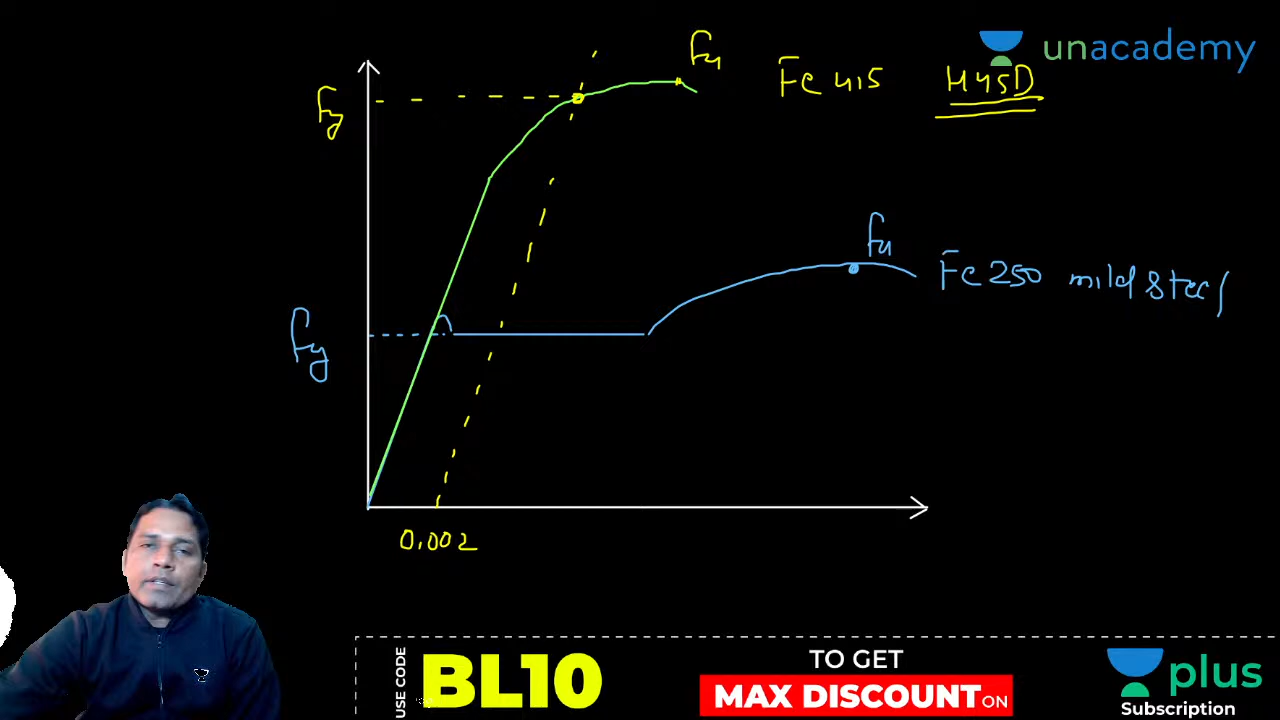 unacademy
fu
Fe 415 HYSD
fy
fu
Fe 250 mild steel
fy
0.002
USE CODE
BL10
TO GET
MAX DISCOUNT ON
plus
Subscription